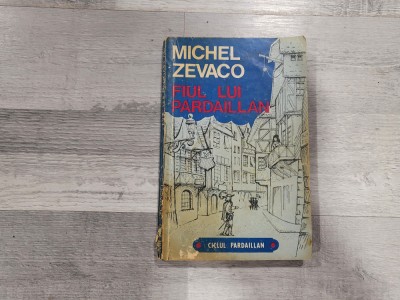 MICHEL
ZEVACO
FIUL LUI
PARDAILLAN
CICLUL PARDAILLAN